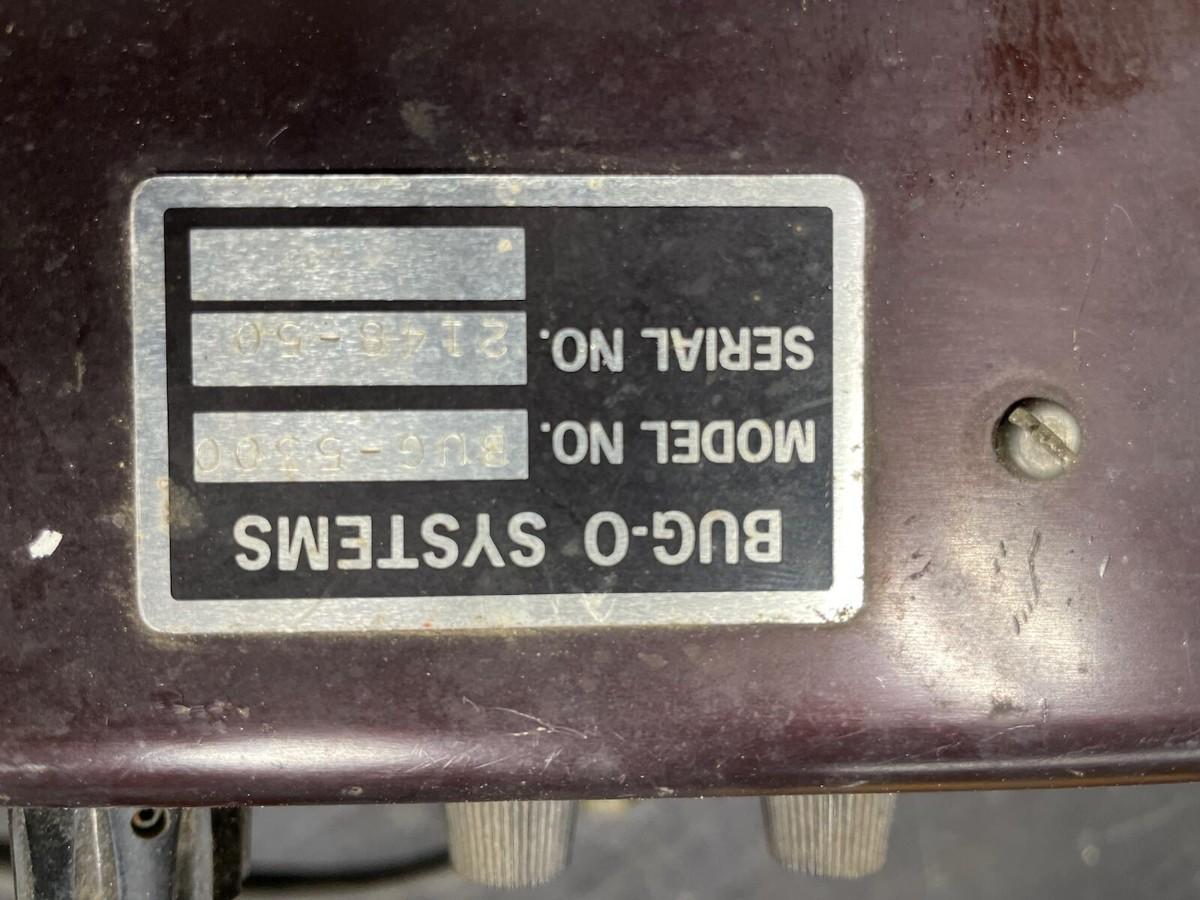 BUG-O SYSTEMS
MODEL NO. BUG-5300
SERIAL NO. 2148-50